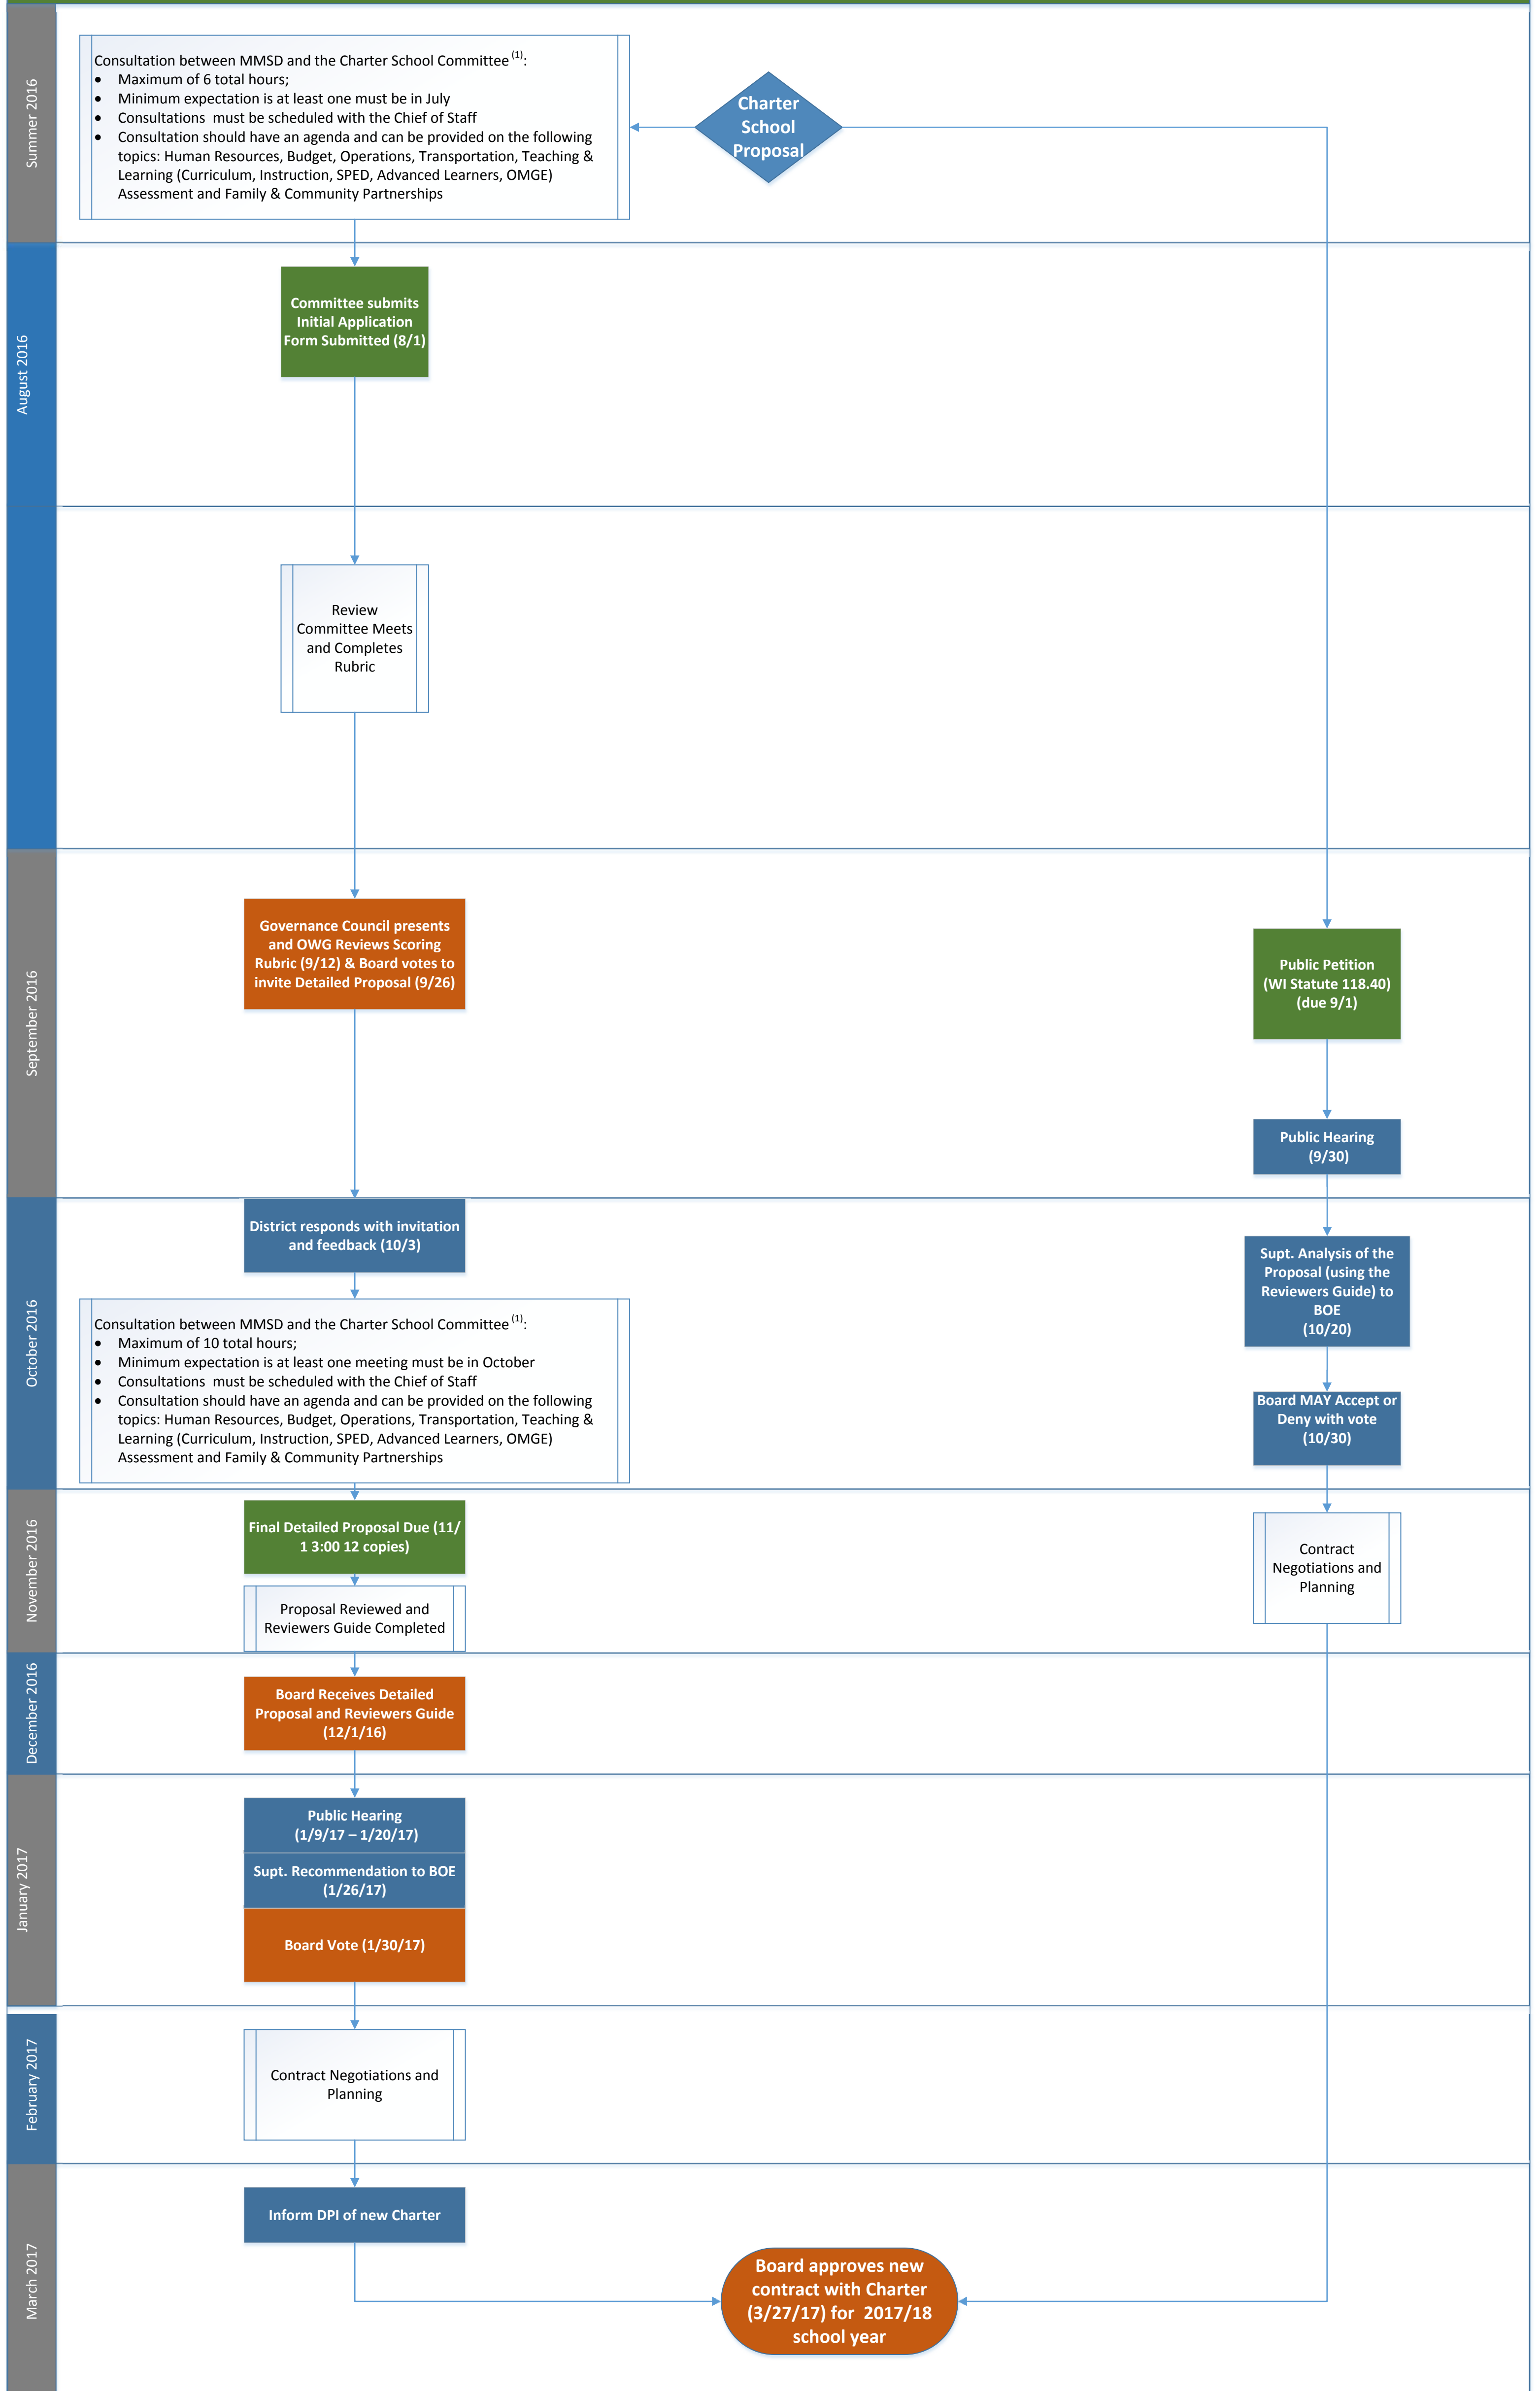 Summer 2016
Consultation between MMSD and the Charter School Committee (1):
• Maximum of 6 total hours;
• Minimum expectation is at least one must be in July
• Consultations must be scheduled with the Chief of Staff
• Consultation should have an agenda and can be provided on the following
topics: Human Resources, Budget, Operations, Transportation, Teaching &
Learning (Curriculum, Instruction, SPED, Advanced Learners, OMGE)
Assessment and Family & Community Partnerships
Charter
School
Proposal
August 2016
Committee submits
Initial Application
Form Submitted (8/1)
Review
Committee Meets
and Completes
Rubric
September 2016
Governance Council presents
and OWG Reviews Scoring
Rubric (9/12) & Board votes to
invite Detailed Proposal (9/26)
Public Petition
(WI Statute 118.40)
(due 9/1)
Public Hearing
(9/30)
October 2016
District responds with invitation
and feedback (10/3)
Consultation between MMSD and the Charter School Committee (1):
• Maximum of 10 total hours;
• Minimum expectation is at least one meeting must be in October
• Consultations must be scheduled with the Chief of Staff
• Consultation should have an agenda and can be provided on the following
topics: Human Resources, Budget, Operations, Transportation, Teaching &
Learning (Curriculum, Instruction, SPED, Advanced Learners, OMGE)
Assessment and Family & Community Partnerships
Supt. Analysis of the
Proposal (using the
Reviewers Guide) to
BOE
(10/20)
Board MAY Accept or
Deny with vote
(10/30)
November 2016
Final Detailed Proposal Due (11/
1 3:00 12 copies)
Proposal Reviewed and
Reviewers Guide Completed
Contract
Negotiations and
Planning
December 2016
Board Receives Detailed
Proposal and Reviewers Guide
(12/1/16)
January 2017
Public Hearing
(1/9/17 – 1/20/17)
Supt. Recommendation to BOE
(1/26/17)
Board Vote (1/30/17)
February 2017
Contract Negotiations and
Planning
March 2017
Inform DPI of new Charter
Board approves new
contract with Charter
(3/27/17) for 2017/18
school year